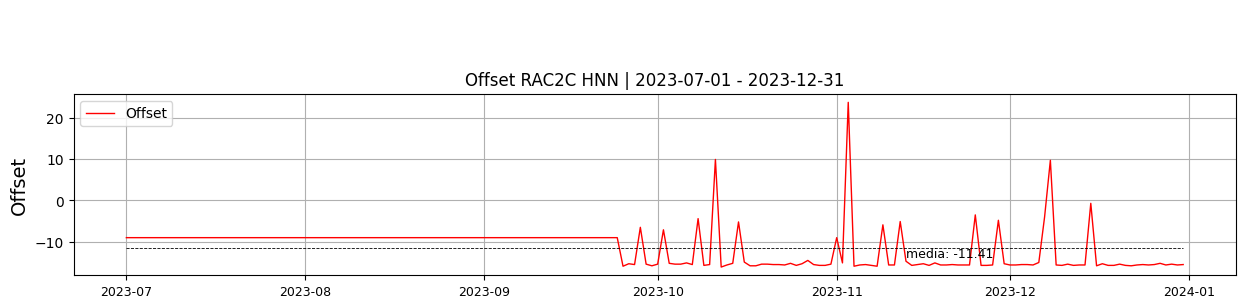 Offset RAC2C HNN | 2023-07-01 - 2023-12-31
Offset
Offset
20
10
0
−10
media: -11.41
2023-07
2023-08
2023-09
2023-10
2023-11
2023-12
2024-01